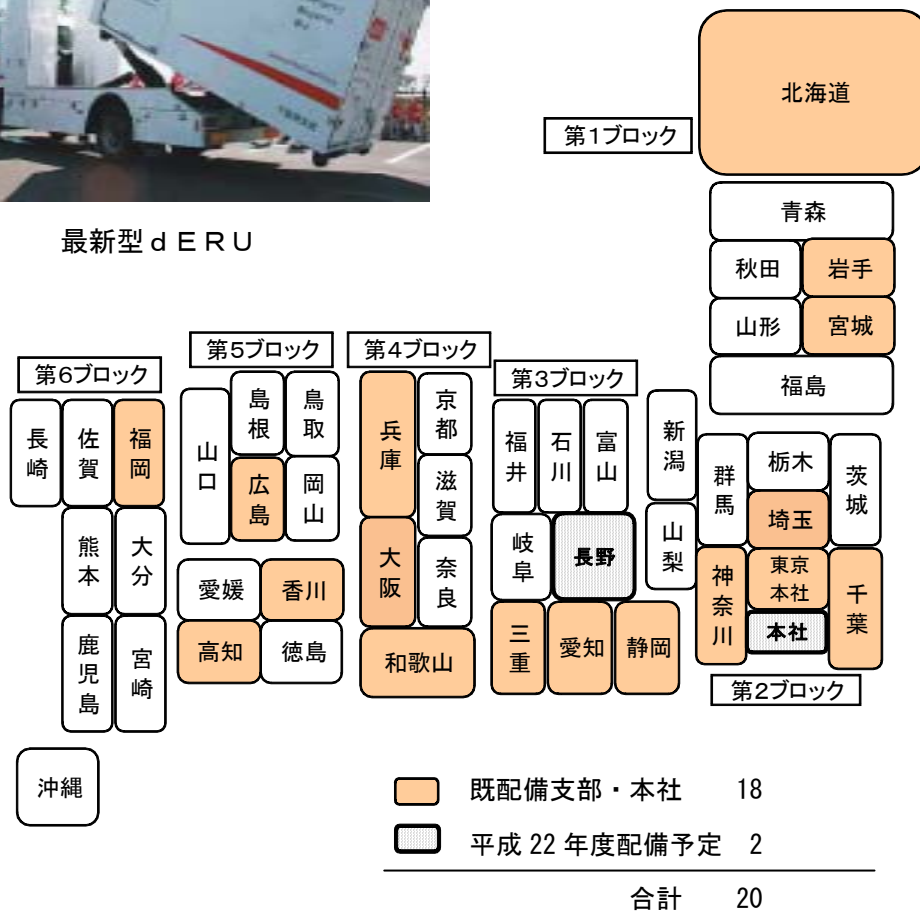 最新型ｄＥＲＵ
第1ブロック
北海道
青森
秋田
岩手
山形
宮城
福島
第2ブロック
新潟
山梨
群馬
栃木
茨城
埼玉
神奈川
東京
本社
本社
千葉
第3ブロック
福井
石川
富山
岐阜
長野
三重
愛知
静岡
第4ブロック
兵庫
京都
滋賀
大阪
奈良
和歌山
第5ブロック
山口
島根
鳥取
広島
岡山
愛媛
香川
高知
徳島
第6ブロック
長崎
佐賀
福岡
熊本
大分
鹿児島
宮崎
沖縄
既配備支部・本社 18
平成 22 年度配備予定 2
合計 20